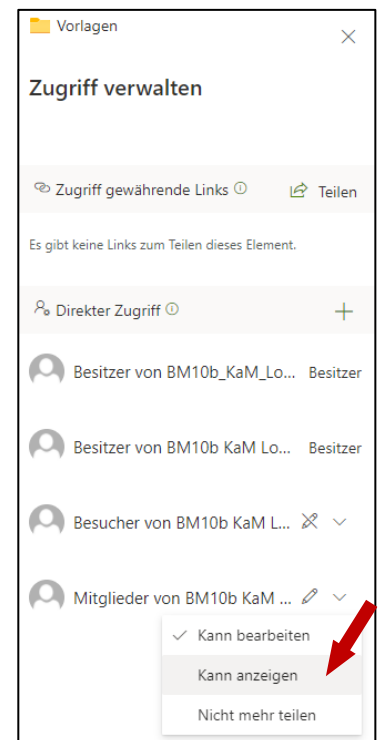 Vorlagen
Zugriff verwalten
Zugriff gewährende Links
Teilen
Es gibt keine Links zum Teilen dieses Element.
Direkter Zugriff
Besitzer von BM10b_KaM_Lo... Besitzer
Besitzer von BM10b KaM Lo... Besitzer
Besucher von BM10b KaM L...
Mitglieder von BM10b KaM ...
Kann bearbeiten
Kann anzeigen
Nicht mehr teilen